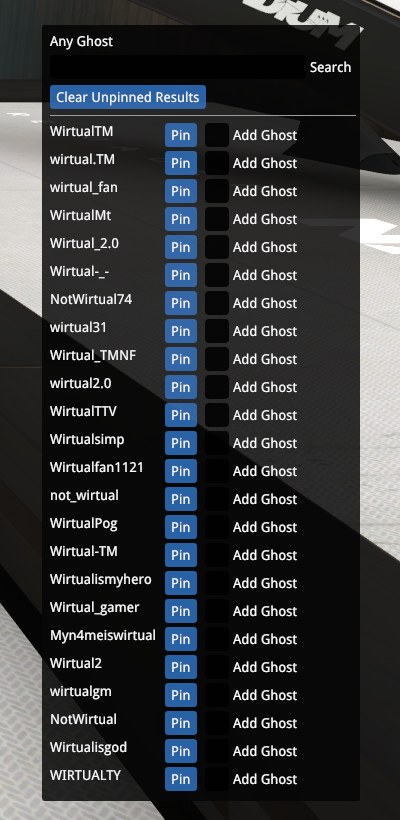 DIUM
Any Ghost
Search
Clear Unpinned Results
WirtualTM Pin Add Ghost
wirtual.TM Pin Add Ghost
wirtual_fan Pin Add Ghost
WirtualMt Pin Add Ghost
Wirtual_2.0 Pin Add Ghost
Wirtual-_- Pin Add Ghost
NotWirtual74 Pin Add Ghost
wirtual31 Pin Add Ghost
Wirtual_TMNF Pin Add Ghost
wirtual2.0 Pin Add Ghost
WirtualTTV Pin Add Ghost
Wirtualsimp Pin Add Ghost
Wirtualfan1121 Pin Add Ghost
not_wirtual Pin Add Ghost
WirtualPog Pin Add Ghost
Wirtual-TM Pin Add Ghost
Wirtualismyhero Pin Add Ghost
Wirtual_gamer Pin Add Ghost
Myn4meiswirtual Pin Add Ghost
Wirtual2 Pin Add Ghost
wirtualgm Pin Add Ghost
NotWirtual Pin Add Ghost
Wirtualisgod Pin Add Ghost
WIRTUALTY Pin Add Ghost